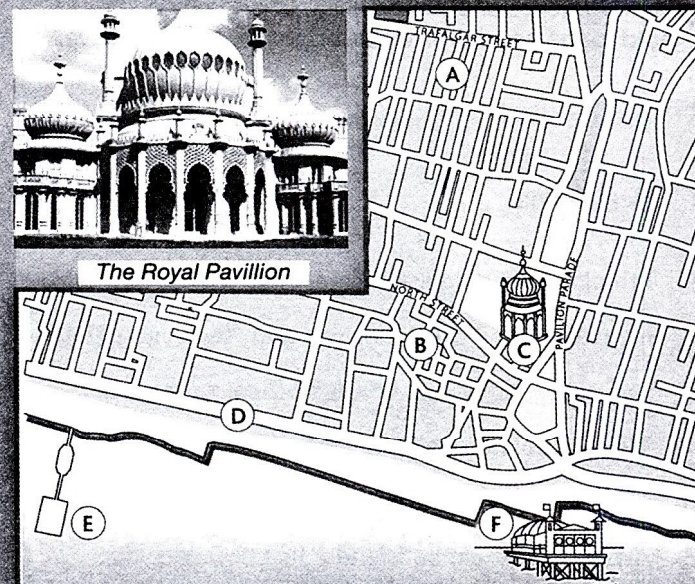 The Royal Pavillion
TRAFALGAR STREET
A
NORTH STREET
PAVILION PARADE
B
C
D
E
F